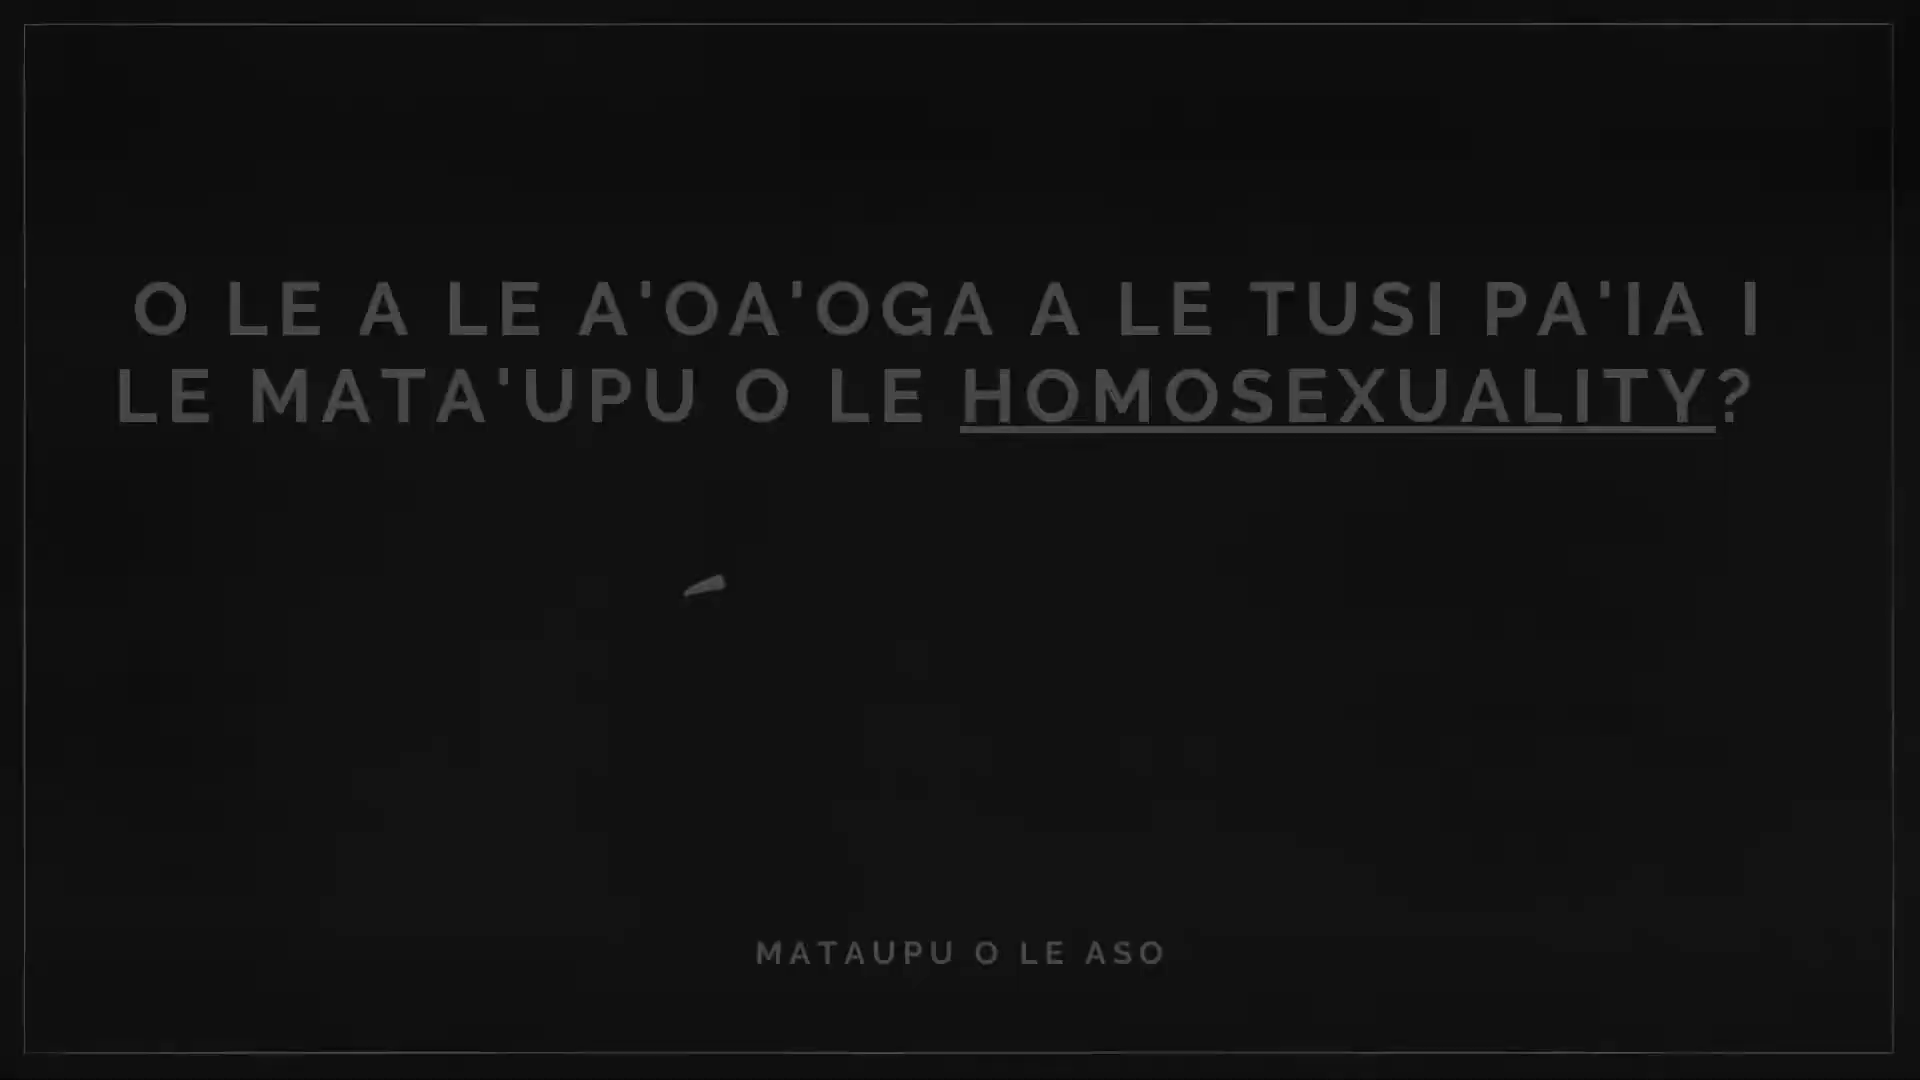 O LE A LE A'OA'OGA A LE TUSI PA'IA I
LE MATA'UPU O LE HOMOSEXUALITY?
MATAUPU O LE ASO